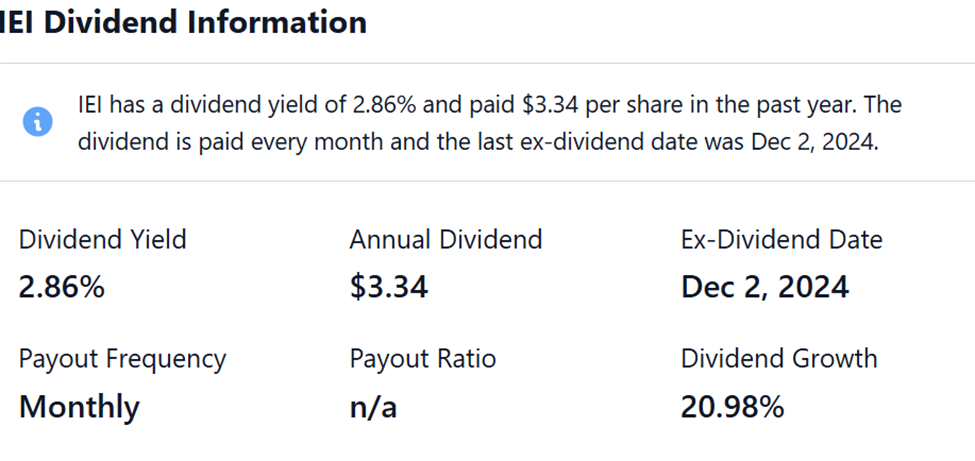 IEI Dividend Information
IEI has a dividend yield of 2.86% and paid $3.34 per share in the past year. The
dividend is paid every month and the last ex-dividend date was Dec 2, 2024.
Dividend Yield Annual Dividend Ex-Dividend Date
2.86% $3.34 Dec 2, 2024
Payout Frequency Payout Ratio Dividend Growth
Monthly n/a 20.98%